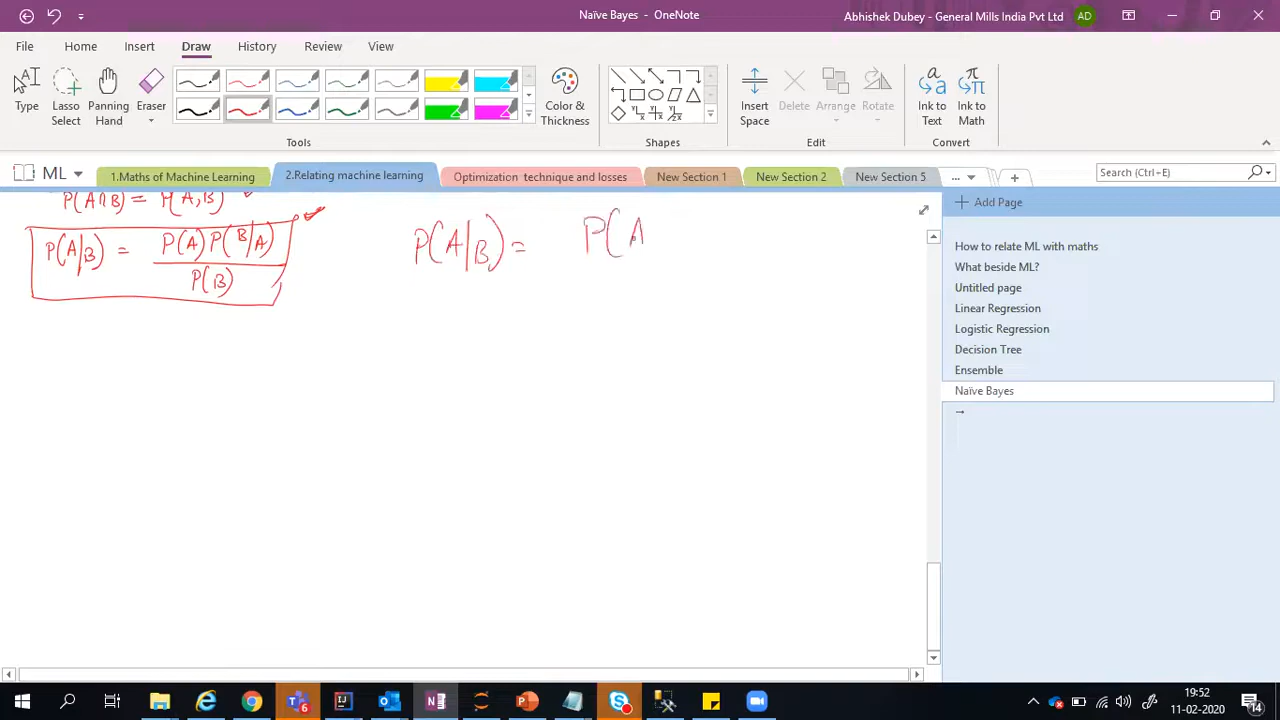 Naïve Bayes - OneNote
Abhishek Dubey - General Mills India Pvt Ltd
AD
File Home Insert Draw History Review View
Type
Lasso Select
Panning Hand
Eraser
Color & Thickness
Insert Space
Delete
Arrange
Rotate
Ink to Text
Ink to Math
Tools
Shapes
Edit
Convert
ML
1.Maths of Machine Learning
2.Relating machine learning
Optimization technique and losses
New Section 1
New Section 2
New Section 5
...
Search (Ctrl+E)
P(A∩B) = P(A,B)
P(A|B) = P(A) P(B|A)
P(B)
P(A|B) = P(A
Add Page
How to relate ML with maths
What beside ML?
Untitled page
Linear Regression
Logistic Regression
Decision Tree
Ensemble
Naïve Bayes
→
6
19:52
11-02-2020
14